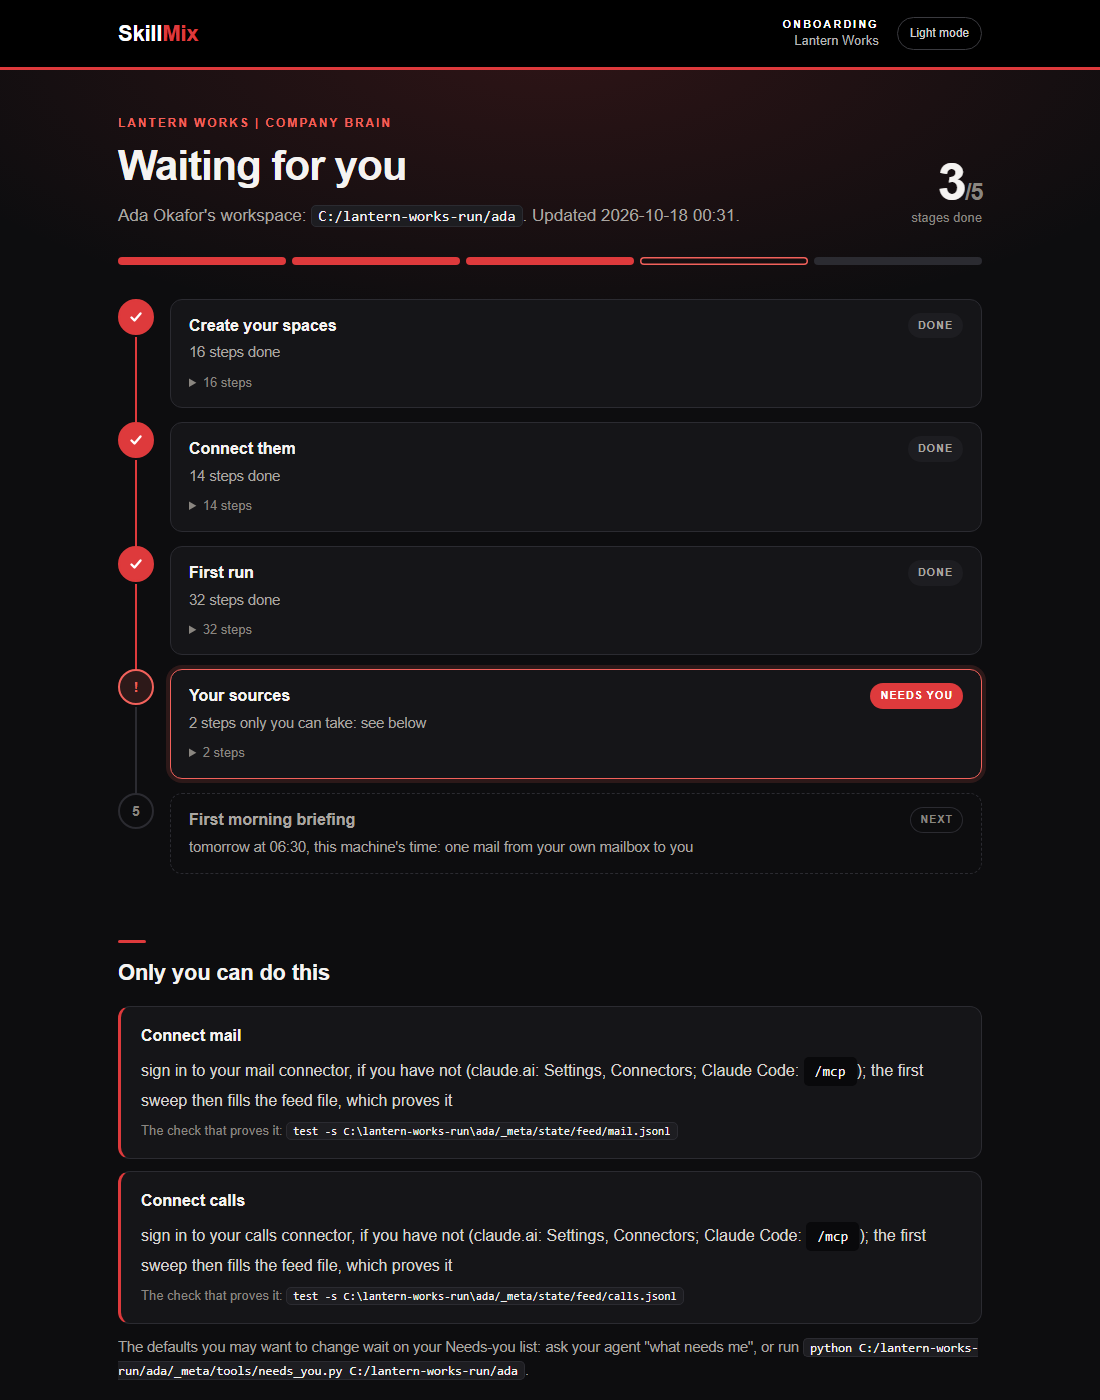 SkillMix
ONBOARDING
Lantern Works
Light mode
LANTERN WORKS | COMPANY BRAIN
Waiting for you
Ada Okafor's workspace: C:/lantern-works-run/ada. Updated 2026-10-18 00:31.
3/5
stages done
Create your spaces
DONE
16 steps done
16 steps
Connect them
DONE
14 steps done
14 steps
First run
DONE
32 steps done
32 steps
!
Your sources
NEEDS YOU
2 steps only you can take: see below
2 steps
5
First morning briefing
NEXT
tomorrow at 06:30, this machine's time: one mail from your own mailbox to you
Only you can do this
Connect mail
sign in to your mail connector, if you have not (claude.ai: Settings, Connectors; Claude Code: /mcp); the first
sweep then fills the feed file, which proves it
The check that proves it: test -s C:\lantern-works-run\ada/_meta/state/feed/mail.jsonl
Connect calls
sign in to your calls connector, if you have not (claude.ai: Settings, Connectors; Claude Code: /mcp); the first
sweep then fills the feed file, which proves it
The check that proves it: test -s C:\lantern-works-run\ada/_meta/state/feed/calls.jsonl
The defaults you may want to change wait on your Needs-you list: ask your agent "what needs me", or run python C:/lantern-works-
run/ada/_meta/tools/needs_you.py C:/lantern-works-run/ada.